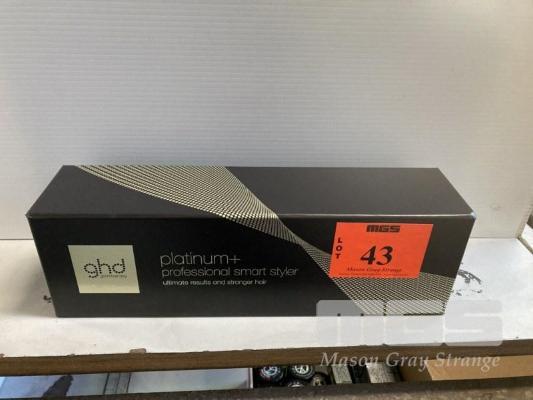 ghd
platinum+
professional smart styler
ultimate results and stronger hair
MGS
LOT
43
Mason Gray Strange
MGS
Mason Gray Strange